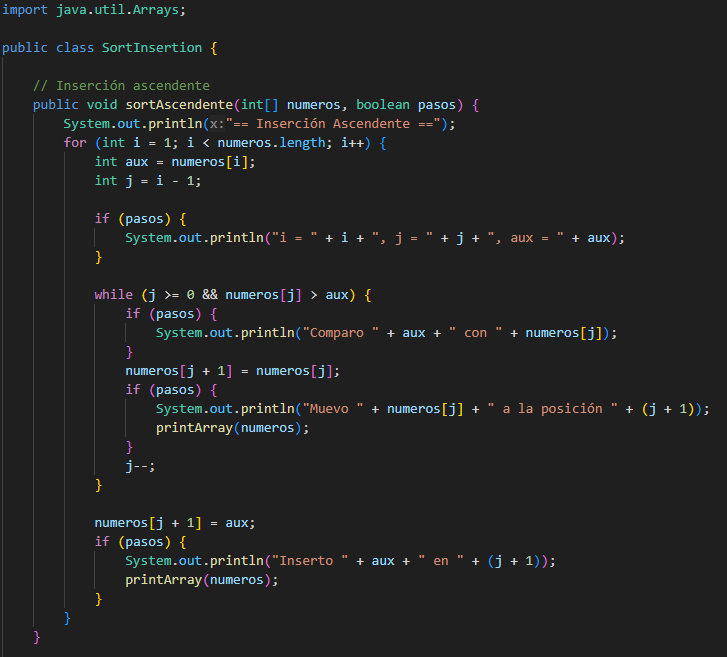 import java.util.Arrays;
public class SortInsertion {
// Inserción ascendente
public void sortAscendente(int[] numeros, boolean pasos) {
System.out.println(x:"== Inserción Ascendente ==");
for (int i = 1; i < numeros.length; i++) {
int aux = numeros[i];
int j = i - 1;
if (pasos) {
System.out.println("i = " + i + ", j = " + j + ", aux = " + aux);
}
while (j >= 0 && numeros[j] > aux) {
if (pasos) {
System.out.println("Comparo " + aux + " con " + numeros[j]);
}
numeros[j + 1] = numeros[j];
if (pasos) {
System.out.println("Muevo " + numeros[j] + " a la posición " + (j + 1));
printArray(numeros);
}
j--;
}
numeros[j + 1] = aux;
if (pasos) {
System.out.println("Inserto " + aux + " en " + (j + 1));
printArray(numeros);
}
}
}